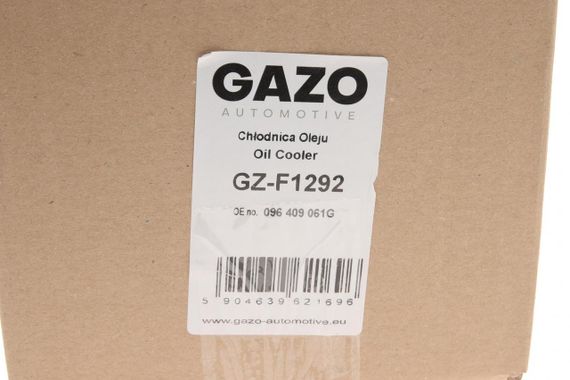 GAZO
AUTOMOTIVE
Chłodnica Oleju
Oil Cooler
GZ-F1292
OE no. 096 409 061G
5 904639 621696
www.gazo-automotive.eu